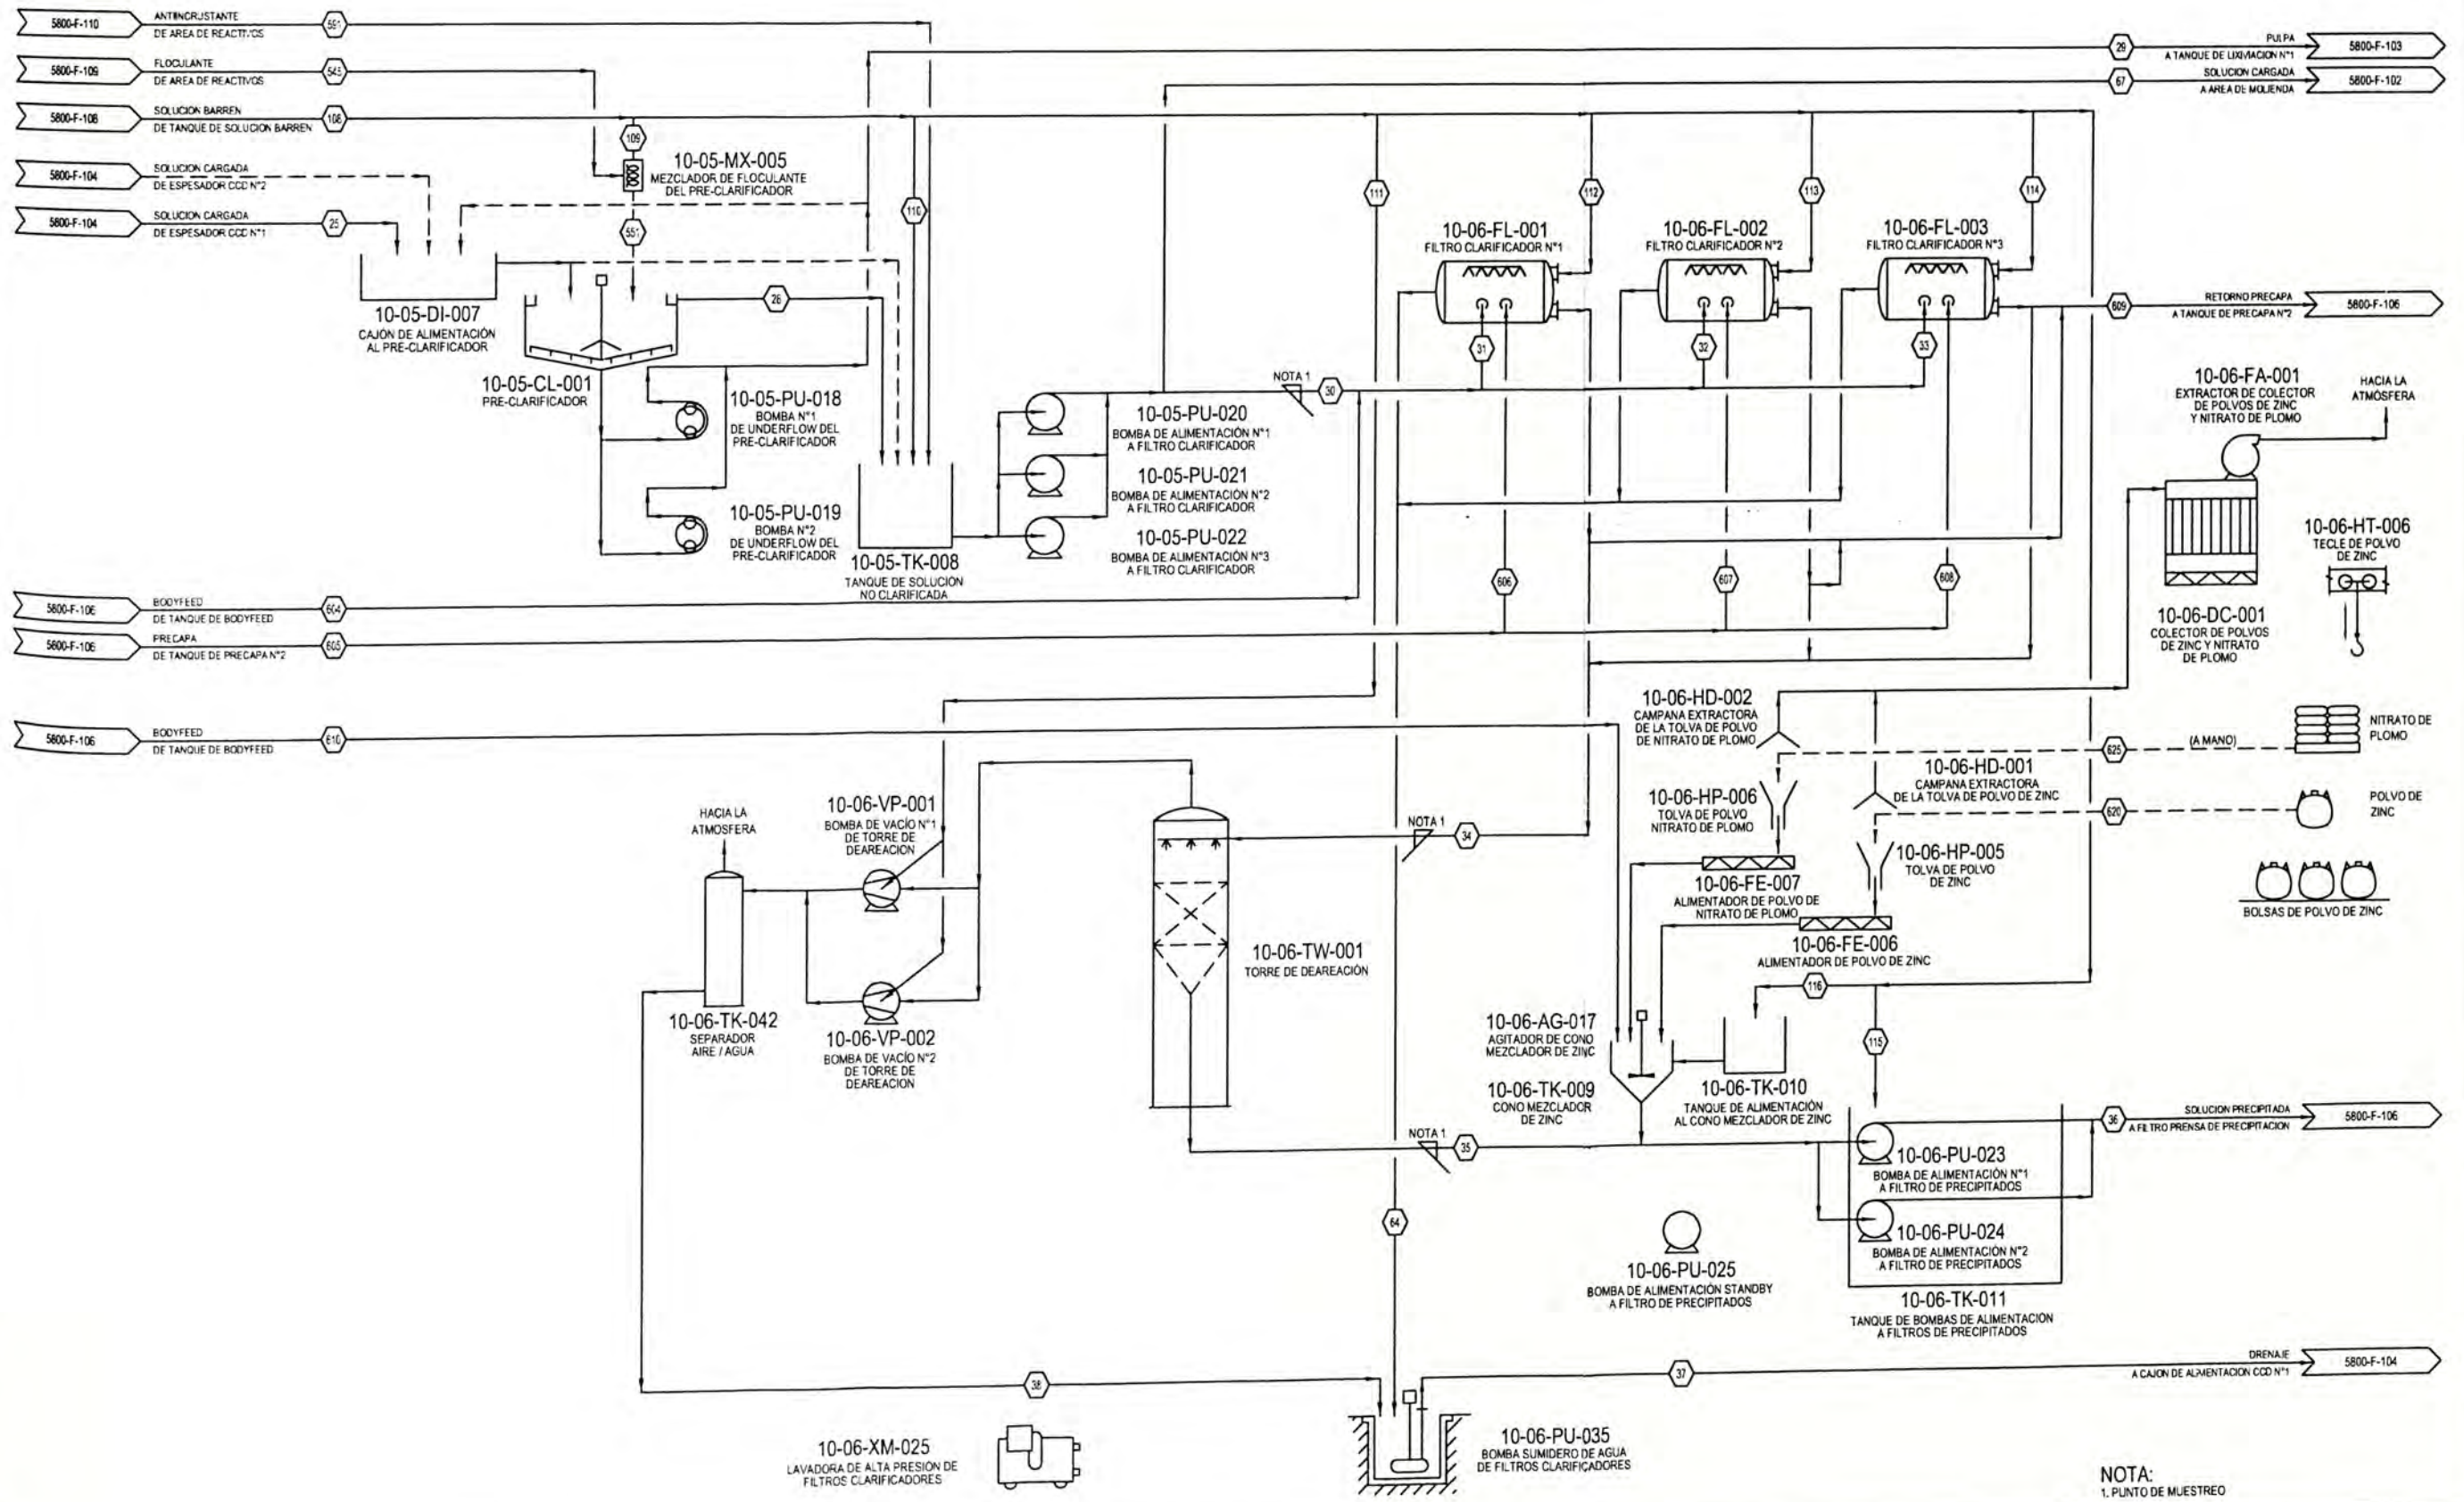 5800-F-110
ANTIINCRUSTANTE
DE AREA DE REACTIVOS
591
5800-F-109
FLOCULANTE
DE AREA DE REACTIVOS
545
5800-F-108
SOLUCION BARREN
DE TANQUE DE SOLUCION BARREN
108
5800-F-104
SOLUCION CARGADA
DE ESPESADOR CCD N°2
5800-F-104
SOLUCION CARGADA
DE ESPESADOR CCD N°1
25
29
PULPA
A TANQUE DE LIXIVIACION N°1
5800-F-103
67
SOLUCION CARGADA
A AREA DE MOLIENDA
5800-F-102
109
10-05-MX-005
MEZCLADOR DE FLOCULANTE
DEL PRE-CLARIFICADOR
551
110
111
112
113
114
10-06-FL-001
FILTRO CLARIFICADOR N°1
10-06-FL-002
FILTRO CLARIFICADOR N°2
10-06-FL-003
FILTRO CLARIFICADOR N°3
10-05-DI-007
CAJÓN DE ALIMENTACIÓN
AL PRE-CLARIFICADOR
26
31
32
33
609
RETORNO PRECAPA
A TANQUE DE PRECAPA N°2
5800-F-106
10-05-CL-001
PRE-CLARIFICADOR
10-05-PU-018
BOMBA N°1
DE UNDERFLOW DEL
PRE-CLARIFICADOR
10-05-PU-019
BOMBA N°2
DE UNDERFLOW DEL
PRE-CLARIFICADOR
10-05-TK-008
TANQUE DE SOLUCION
NO CLARIFICADA
NOTA 1
30
10-05-PU-020
BOMBA DE ALIMENTACIÓN N°1
A FILTRO CLARIFICADOR
10-05-PU-021
BOMBA DE ALIMENTACIÓN N°2
A FILTRO CLARIFICADOR
10-05-PU-022
BOMBA DE ALIMENTACIÓN N°3
A FILTRO CLARIFICADOR
10-06-FA-001
EXTRACTOR DE COLECTOR
DE POLVOS DE ZINC
Y NITRATO DE PLOMO
HACIA LA
ATMÓSFERA
10-06-HT-006
TECLE DE POLVO
DE ZINC
10-06-DC-001
COLECTOR DE POLVOS
DE ZINC Y NITRATO
DE PLOMO
606
607
608
5800-F-106
BODYFEED
DE TANQUE DE BODYFEED
604
5800-F-106
PRECAPA
DE TANQUE DE PRECAPA N°2
605
5800-F-106
BODYFEED
DE TANQUE DE BODYFEED
610
10-06-HD-002
CAMPANA EXTRACTORA
DE LA TOLVA DE POLVO
DE NITRATO DE PLOMO
625
(A MANO)
NITRATO DE
PLOMO
10-06-HD-001
CAMPANA EXTRACTORA
DE LA TOLVA DE POLVO DE ZINC
620
POLVO DE
ZINC
10-06-HP-006
TOLVA DE POLVO
NITRATO DE PLOMO
10-06-HP-005
TOLVA DE POLVO
DE ZINC
10-06-FE-007
ALIMENTADOR DE POLVO DE
NITRATO DE PLOMO
10-06-FE-006
ALIMENTADOR DE POLVO DE ZINC
BOLSAS DE POLVO DE ZINC
HACIA LA
ATMOSFERA
10-06-VP-001
BOMBA DE VACÍO N°1
DE TORRE DE
DEAREACION
NOTA 1
34
10-06-TW-001
TORRE DE DEAREACIÓN
10-06-TK-042
SEPARADOR
AIRE / AGUA
10-06-VP-002
BOMBA DE VACÍO N°2
DE TORRE DE
DEAREACION
116
115
10-06-AG-017
AGITADOR DE CONO
MEZCLADOR DE ZINC
10-06-TK-009
CONO MEZCLADOR
DE ZINC
10-06-TK-010
TANQUE DE ALIMENTACIÓN
AL CONO MEZCLADOR DE ZINC
NOTA 1
35
36
SOLUCION PRECIPITADA
A FILTRO PRENSA DE PRECIPITACION
5800-F-106
10-06-PU-023
BOMBA DE ALIMENTACIÓN N°1
A FILTRO DE PRECIPITADOS
10-06-PU-024
BOMBA DE ALIMENTACIÓN N°2
A FILTRO DE PRECIPITADOS
64
10-06-PU-025
BOMBA DE ALIMENTACIÓN STANDBY
A FILTRO DE PRECIPITADOS
10-06-TK-011
TANQUE DE BOMBAS DE ALIMENTACION
A FILTROS DE PRECIPITADOS
38
37
DRENAJE
A CAJON DE ALIMENTACION CCD N°1
5800-F-104
10-06-XM-025
LAVADORA DE ALTA PRESIÓN DE
FILTROS CLARIFICADORES
10-06-PU-035
BOMBA SUMIDERO DE AGUA
DE FILTROS CLARIFICADORES
NOTA:
1. PUNTO DE MUESTREO